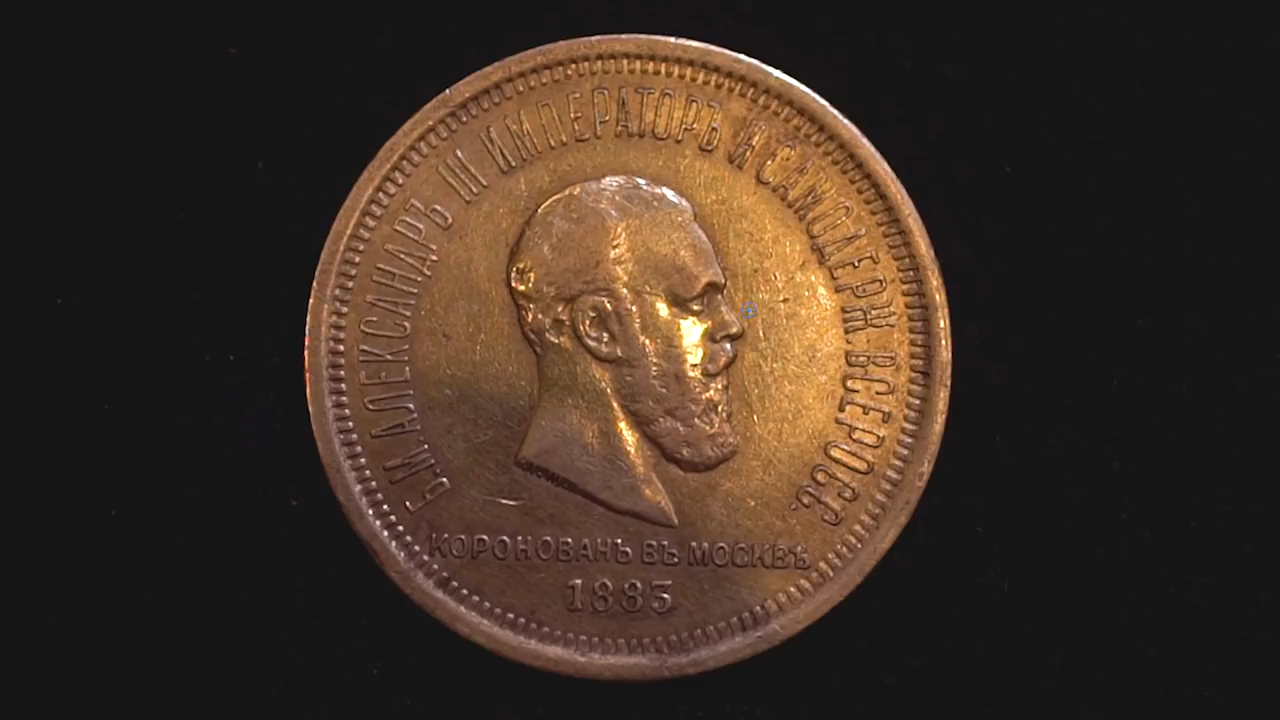 Б. М. АЛЕКСАНДРЪ III ИМПЕРАТОРЪ И САМОДЕРЖ. ВСЕРОСС.
КОРОНОВАНЪ ВЪ МОСКВѢ
1883